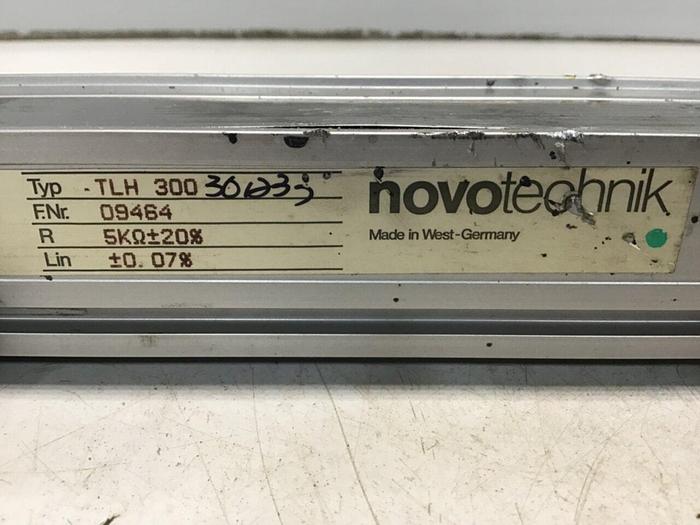 Typ - TLH 300
F.Nr. 09464
R 5KΩ±20%
Lin ±0.07%
novotechnik
Made in West-Germany